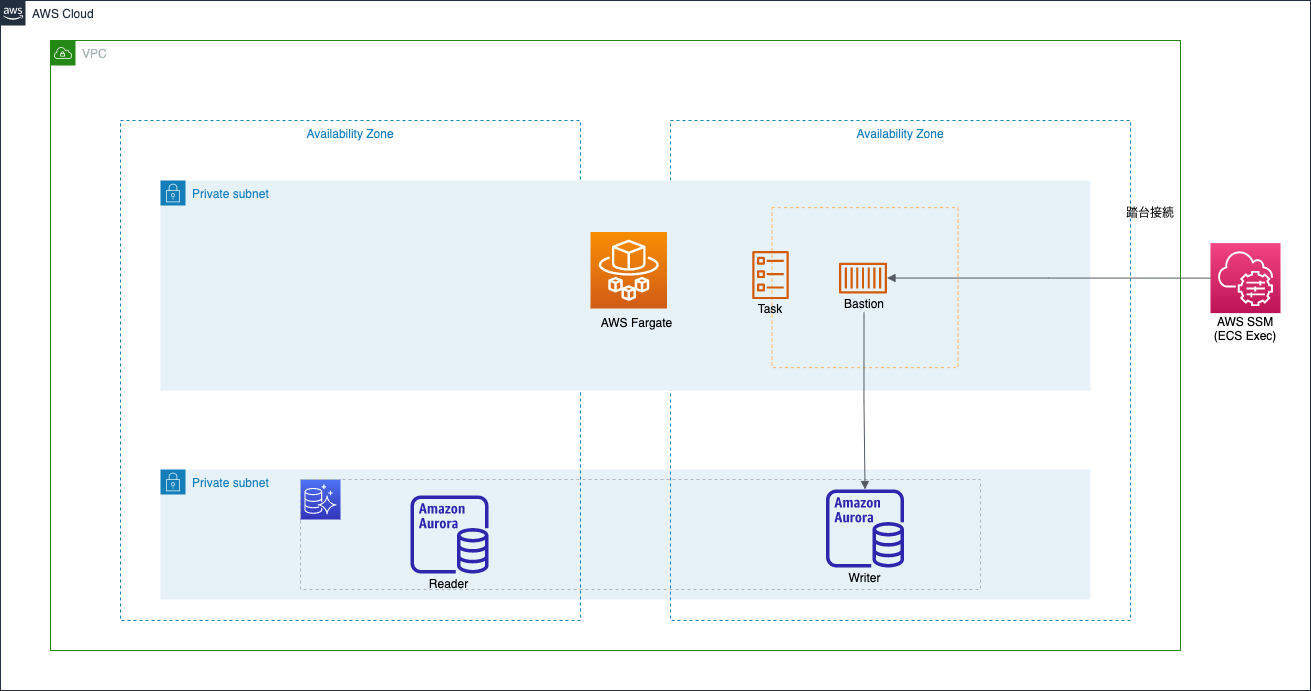 aws
AWS Cloud
VPC
Availability Zone
Availability Zone
Private subnet
踏台接続
AWS Fargate
Task
Bastion
AWS SSM
(ECS Exec)
Private subnet
Amazon
Aurora
Reader
Amazon
Aurora
Writer